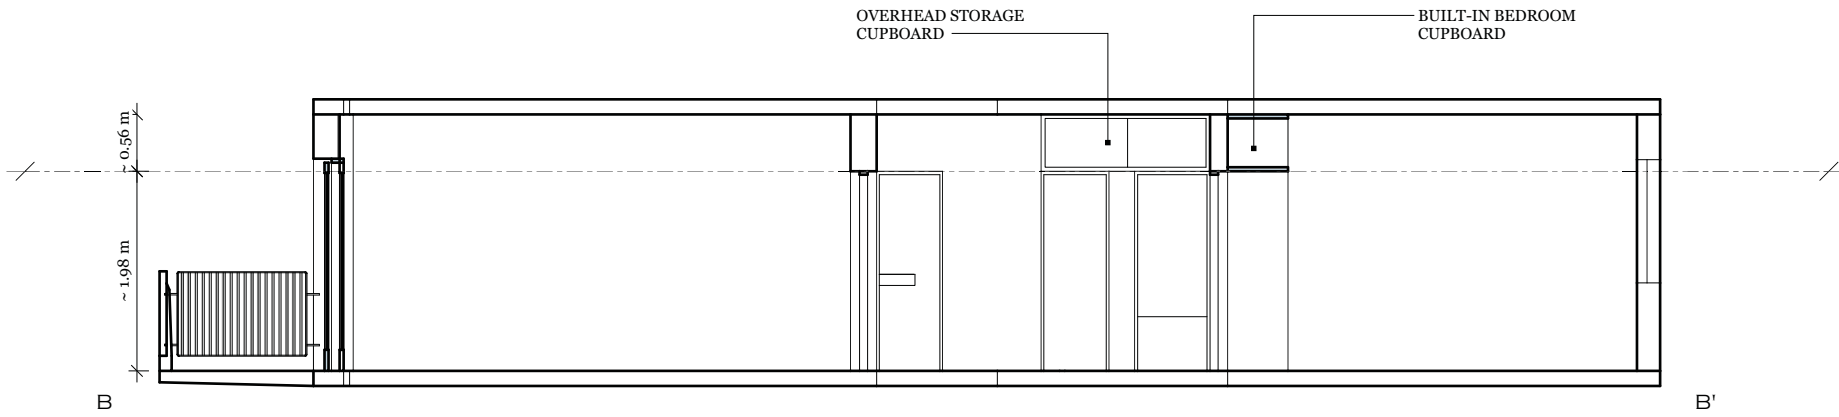 OVERHEAD STORAGE
CUPBOARD
BUILT-IN BEDROOM
CUPBOARD
~ 0.56 m
~ 1.98 m
B
B'